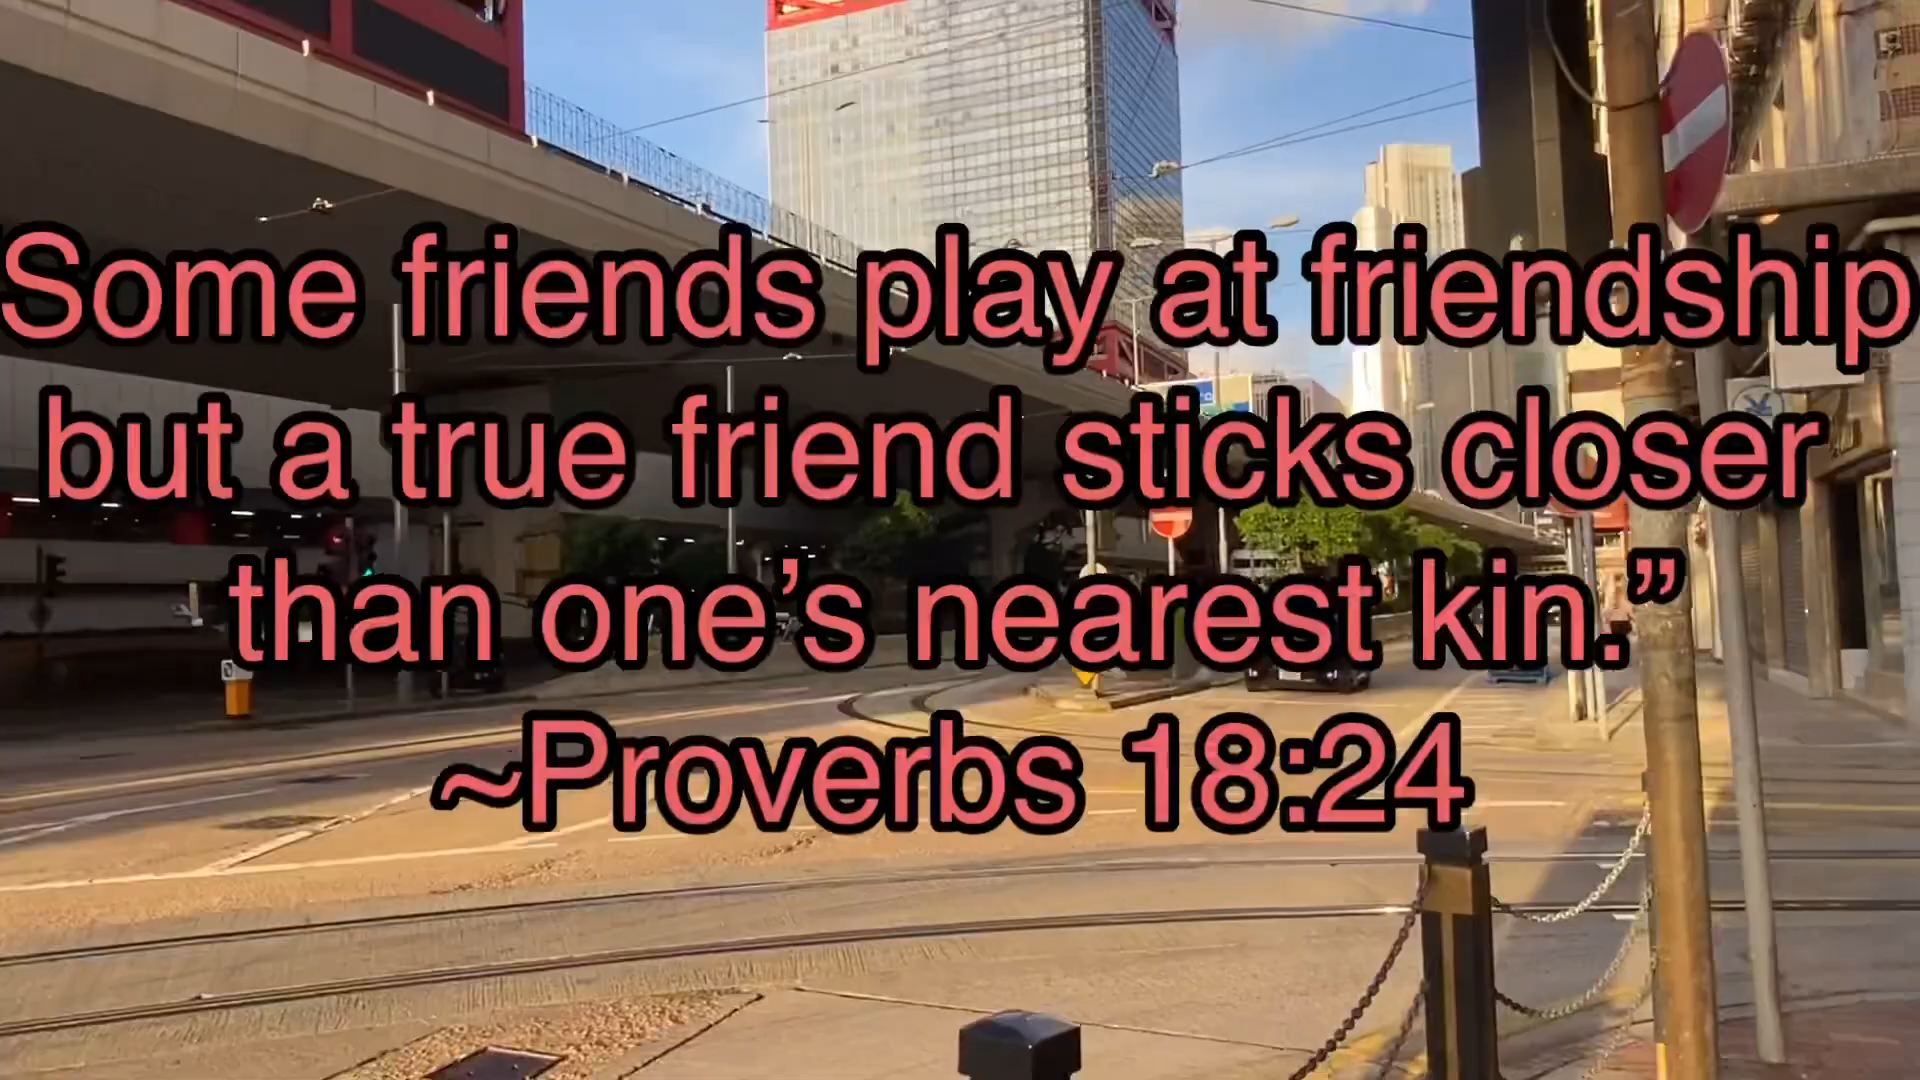 Some friends play at friendship
but a true friend sticks closer
than one’s nearest kin.”
~Proverbs 18:24